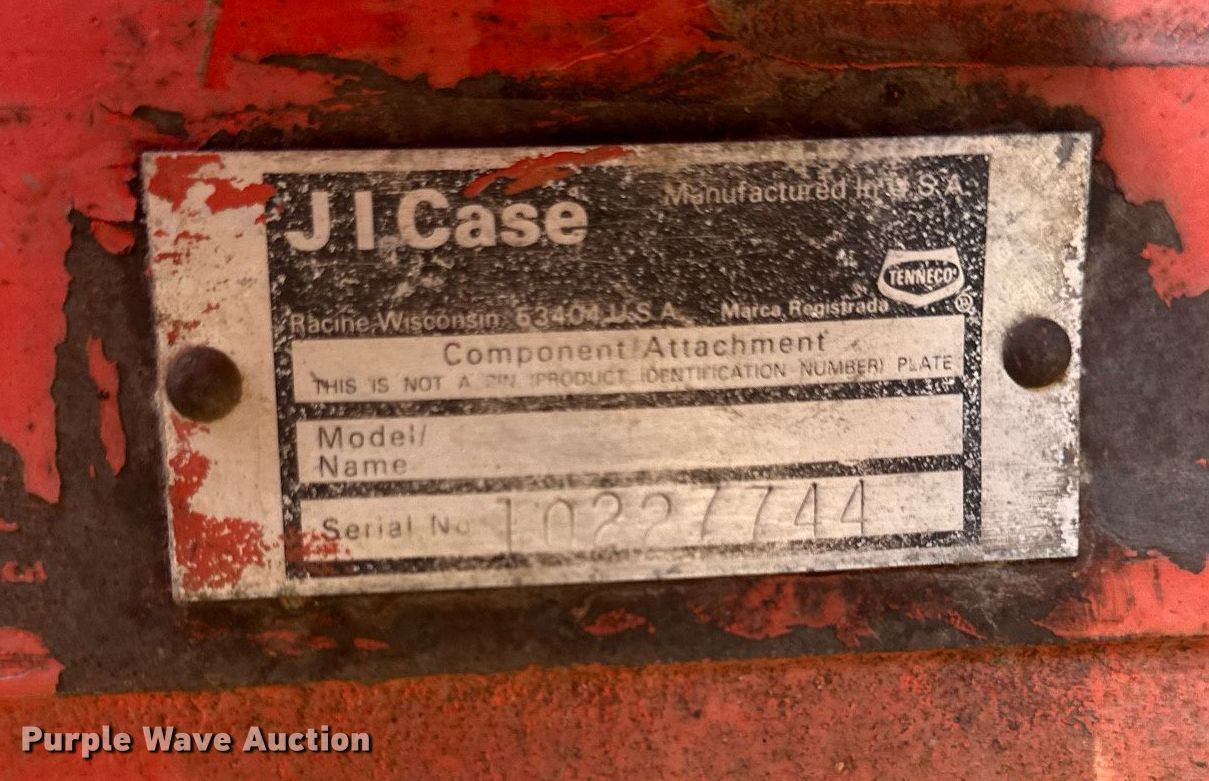 J I Case
Manufactured In U.S.A.
TENNECO
®
Racine, Wisconsin 53404 U.S.A. Marca Registrada
Component/Attachment
THIS IS NOT A PIN (PRODUCT IDENTIFICATION NUMBER) PLATE
Model/
Name
Serial No 10227744
Purple Wave Auction